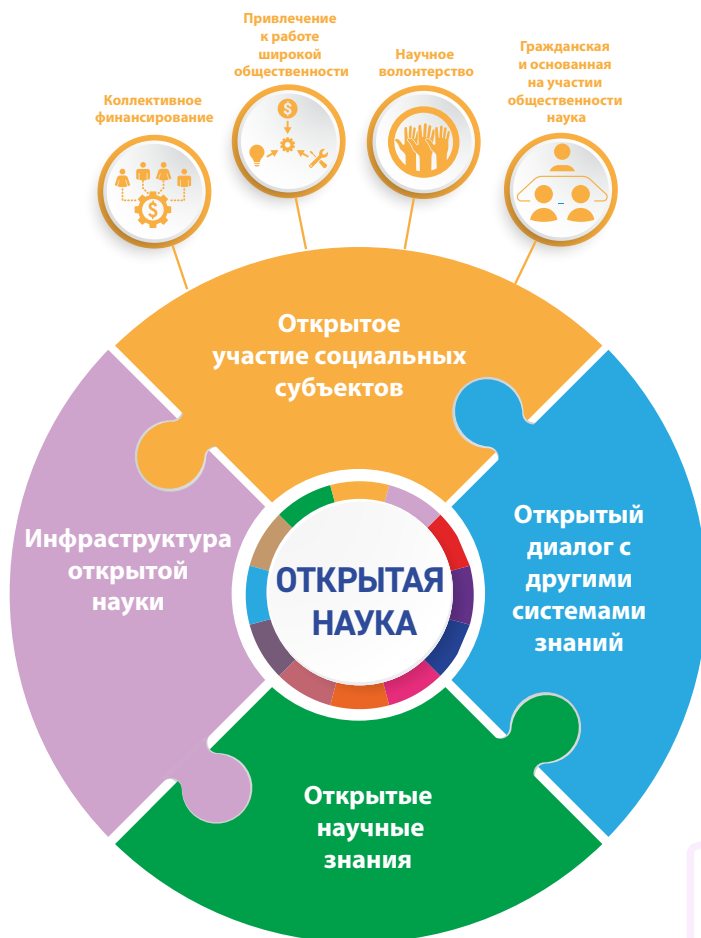 Привлечение
к работе
широкой
общественности
Научное
волонтерство
Гражданская
и основанная
на участии
общественности
наука
Коллективное
финансирование
Открытое
участие социальных
субъектов
Инфраструктура
открытой
науки
ОТКРЫТАЯ
НАУКА
Открытый
диалог с
другими
системами
знаний
Открытые
научные
знания